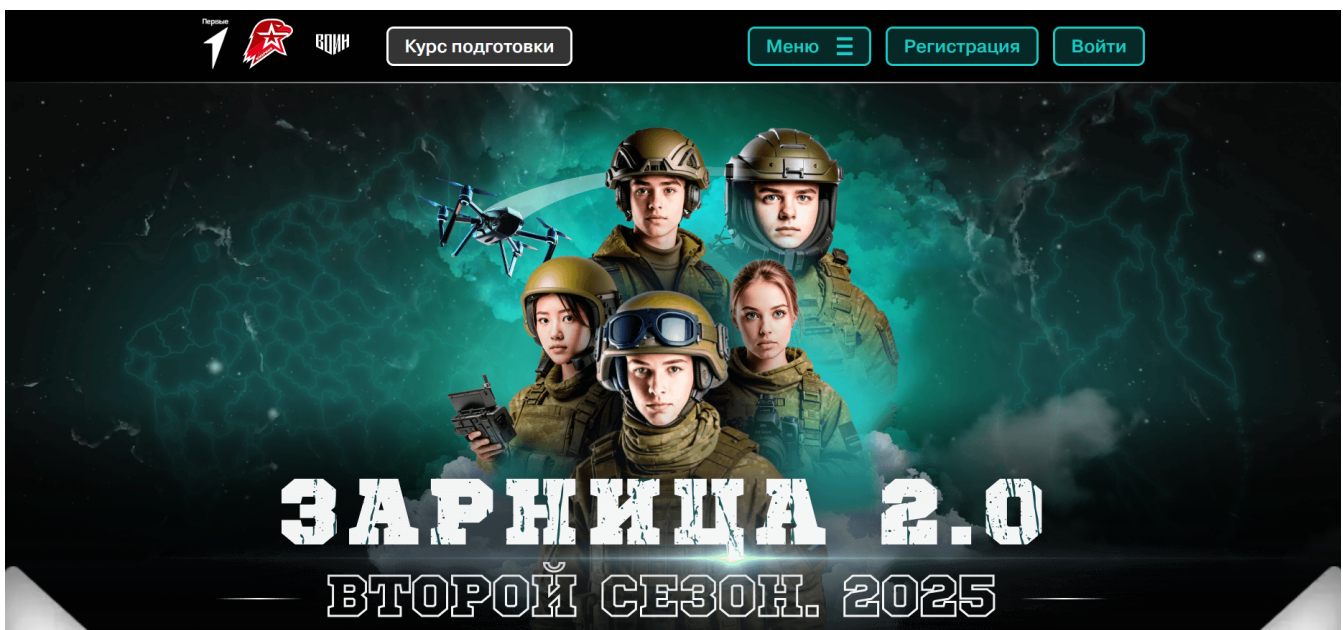 Первые
ВОИН
Курс подготовки
Меню
Регистрация
Войти
ЗАРНИЦА 2.0
ВТОРОЙ СЕЗОН. 2025